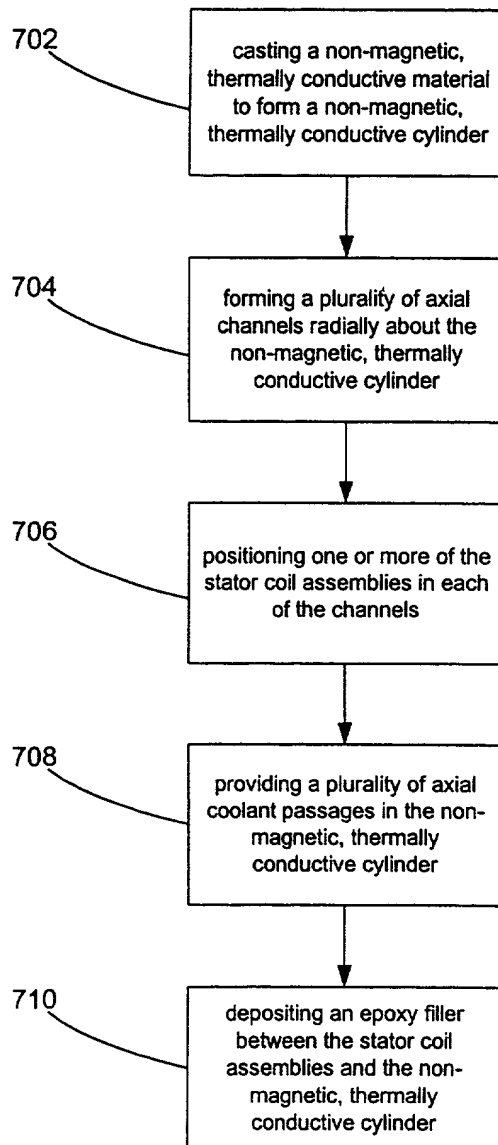 702
casting a non-magnetic,
thermally conductive material
to form a non-magnetic,
thermally conductive cylinder
704
forming a plurality of axial
channels radially about the
non-magnetic, thermally
conductive cylinder
706
positioning one or more of the
stator coil assemblies in each
of the channels
708
providing a plurality of axial
coolant passages in the non-
magnetic, thermally
conductive cylinder
710
depositing an epoxy filler
between the stator coil
assemblies and the non-
magnetic, thermally
conductive cylinder